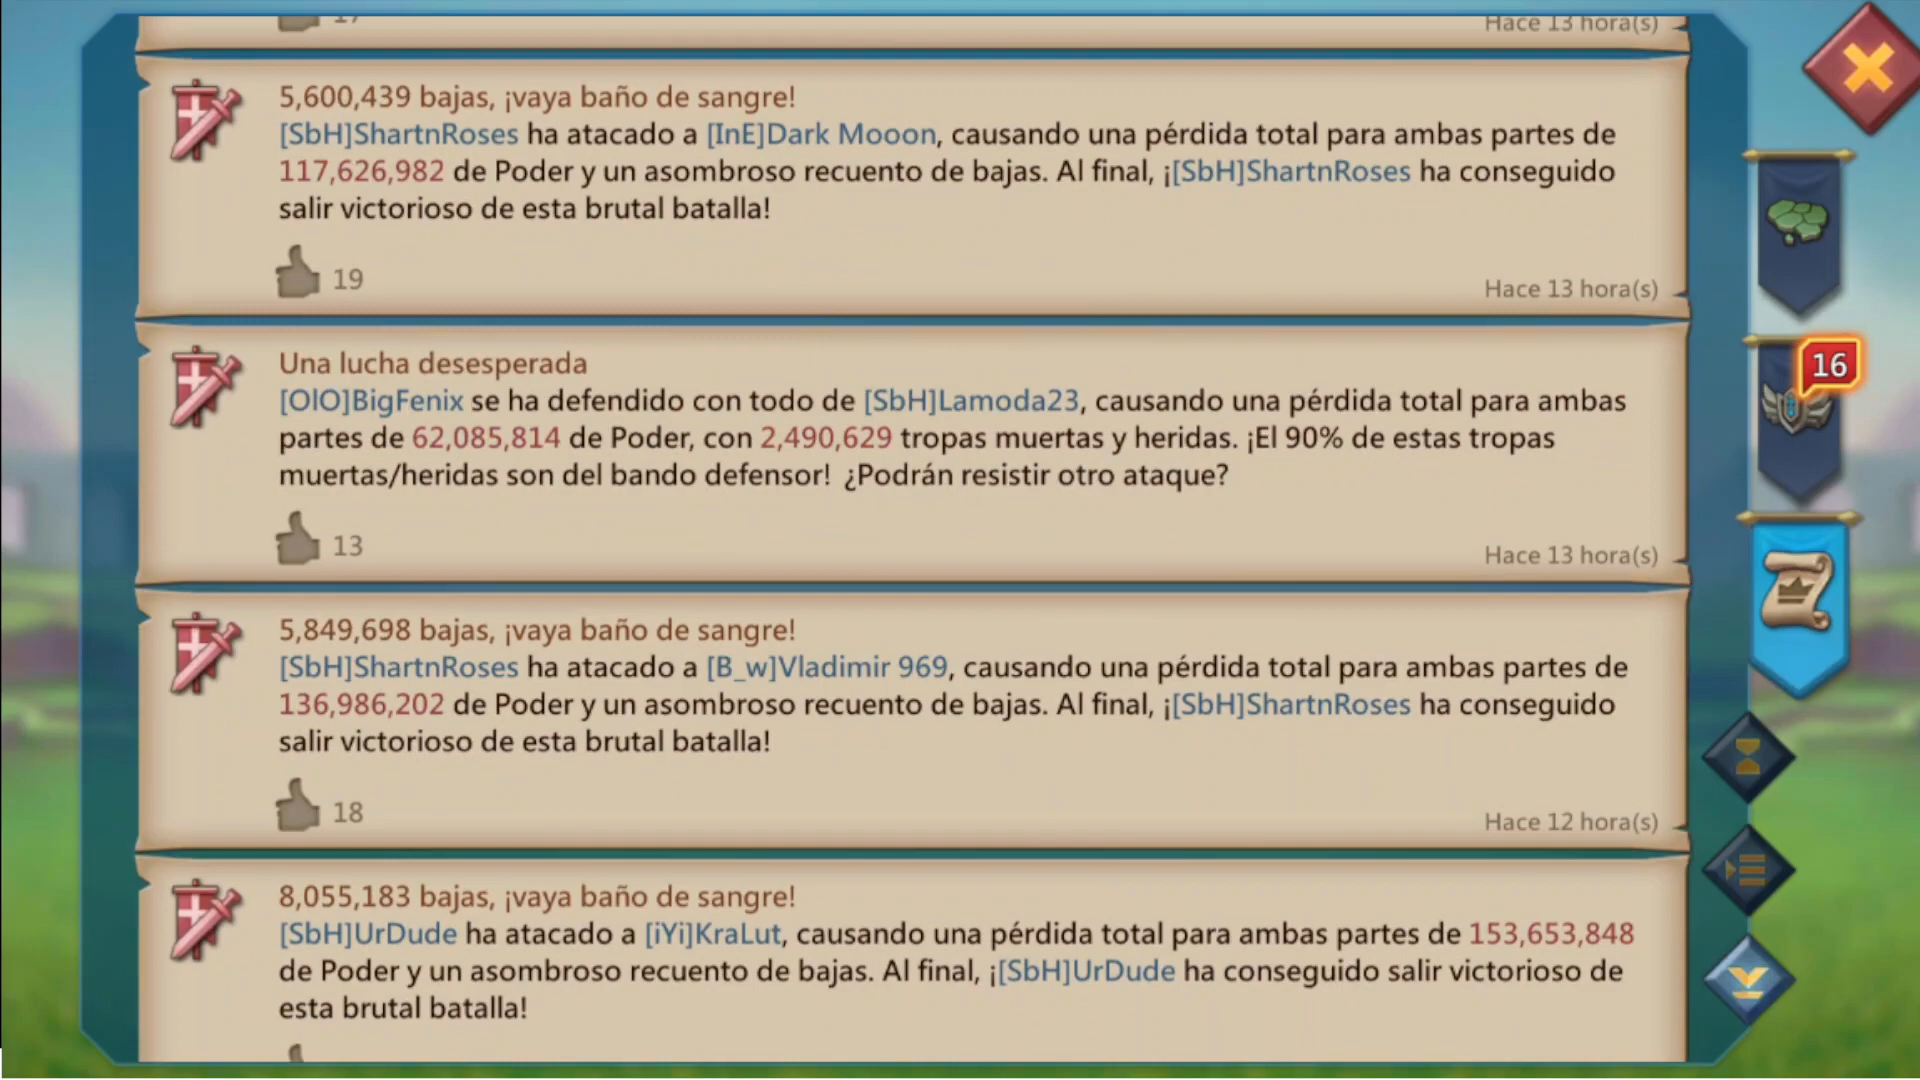 17
Hace 13 hora(s)
5,600,439 bajas, ¡vaya baño de sangre!
[SbH]ShartnRoses ha atacado a [InE]Dark Mooon, causando una pérdida total para ambas partes de
117,626,982 de Poder y un asombroso recuento de bajas. Al final, ¡[SbH]ShartnRoses ha conseguido
salir victorioso de esta brutal batalla!
19
Hace 13 hora(s)
Una lucha desesperada
[OlO]BigFenix se ha defendido con todo de [SbH]Lamoda23, causando una pérdida total para ambas
partes de 62,085,814 de Poder, con 2,490,629 tropas muertas y heridas. ¡El 90% de estas tropas
muertas/heridas son del bando defensor! ¿Podrán resistir otro ataque?
13
Hace 13 hora(s)
5,849,698 bajas, ¡vaya baño de sangre!
[SbH]ShartnRoses ha atacado a [B_w]Vladimir 969, causando una pérdida total para ambas partes de
136,986,202 de Poder y un asombroso recuento de bajas. Al final, ¡[SbH]ShartnRoses ha conseguido
salir victorioso de esta brutal batalla!
18
Hace 12 hora(s)
8,055,183 bajas, ¡vaya baño de sangre!
[SbH]UrDude ha atacado a [iYi]KraLut, causando una pérdida total para ambas partes de 153,653,848
de Poder y un asombroso recuento de bajas. Al final, ¡[SbH]UrDude ha conseguido salir victorioso de
esta brutal batalla!
16